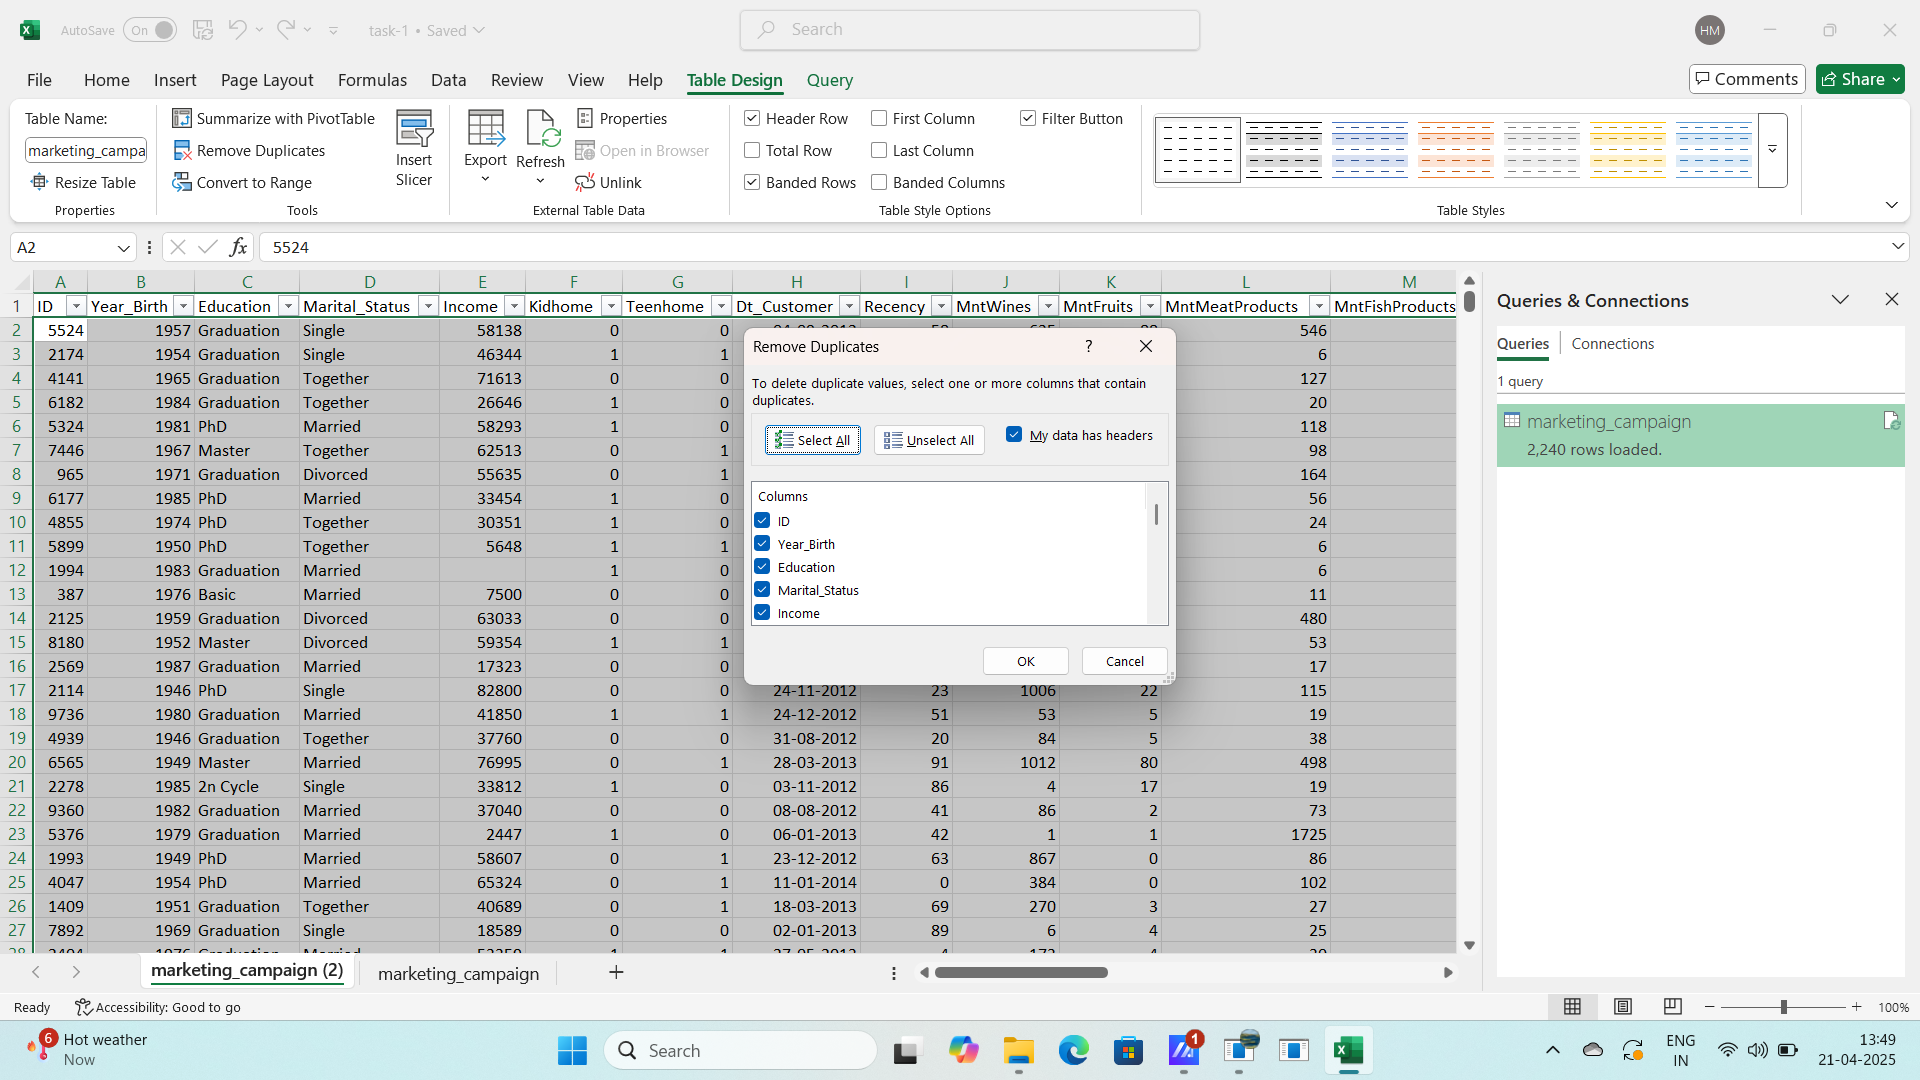 AutoSave On task-1 • Saved Search HM
File Home Insert Page Layout Formulas Data Review View Help Table Design Query Comments Share
Table Name:
marketing_campa
Resize Table
Properties
Summarize with PivotTable
Remove Duplicates
Convert to Range
Tools
Insert
Slicer
Export
Refresh
Properties
Open in Browser
Unlink
External Table Data
Header Row First Column Filter Button
Total Row Last Column
Banded Rows Banded Columns
Table Style Options
Table Styles
A2 fx 5524
A B C D E F G H I J K L M
1 ID Year_Birth Education Marital_Status Income Kidhome Teenhome Dt_Customer Recency MntWines MntFruits MntMeatProducts MntFishProducts
2 5524 1957 Graduation Single 58138 0 0 546
3 2174 1954 Graduation Single 46344 1 1 6
4 4141 1965 Graduation Together 71613 0 0 127
5 6182 1984 Graduation Together 26646 1 0 20
6 5324 1981 PhD Married 58293 1 0 118
7 7446 1967 Master Together 62513 0 1 98
8 965 1971 Graduation Divorced 55635 0 1 164
9 6177 1985 PhD Married 33454 1 0 56
10 4855 1974 PhD Together 30351 1 0 24
11 5899 1950 PhD Together 5648 1 1 6
12 1994 1983 Graduation Married 1 0 6
13 387 1976 Basic Married 7500 0 0 11
14 2125 1959 Graduation Divorced 63033 0 0 480
15 8180 1952 Master Divorced 59354 1 1 53
16 2569 1987 Graduation Married 17323 0 0 17
17 2114 1946 PhD Single 82800 0 0 24-11-2012 23 1006 22 115
18 9736 1980 Graduation Married 41850 1 1 24-12-2012 51 53 5 19
19 4939 1946 Graduation Together 37760 0 0 31-08-2012 20 84 5 38
20 6565 1949 Master Married 76995 0 1 28-03-2013 91 1012 80 498
21 2278 1985 2n Cycle Single 33812 1 0 03-11-2012 86 4 17 19
22 9360 1982 Graduation Married 37040 0 0 08-08-2012 41 86 2 73
23 5376 1979 Graduation Married 2447 1 0 06-01-2013 42 1 1 1725
24 1993 1949 PhD Married 58607 0 1 23-12-2012 63 867 0 86
25 4047 1954 PhD Married 65324 0 1 11-01-2014 0 384 0 102
26 1409 1951 Graduation Together 40689 0 1 18-03-2013 69 270 3 27
27 7892 1969 Graduation Single 18589 0 0 02-01-2013 89 6 4 25
Remove Duplicates ?
To delete duplicate values, select one or more columns that contain
duplicates.
Select All Unselect All My data has headers
Columns
ID
Year_Birth
Education
Marital_Status
Income
OK Cancel
Queries & Connections
Queries Connections
1 query
marketing_campaign
2,240 rows loaded.
marketing_campaign (2) marketing_campaign
Ready Accessibility: Good to go 100%
6 Hot weather
Now
Search
1
ENG
IN
13:49
21-04-2025